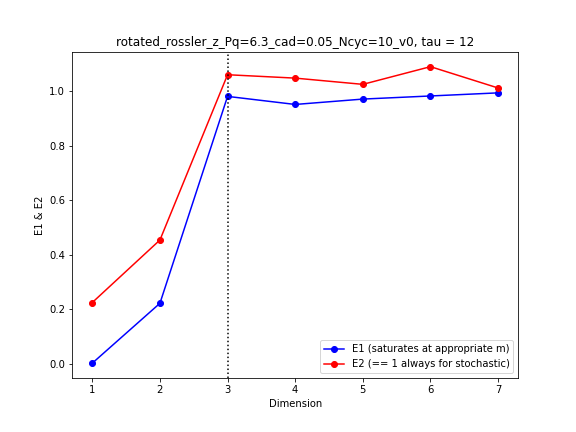 rotated_rossler_z_Pq=6.3_cad=0.05_Ncyc=10_v0, tau = 12
1.0
0.8
0.6
0.4
0.2
0.0
E1 & E2
E1 (saturates at appropriate m)
E2 (== 1 always for stochastic)
1 2 3 4 5 6 7
Dimension